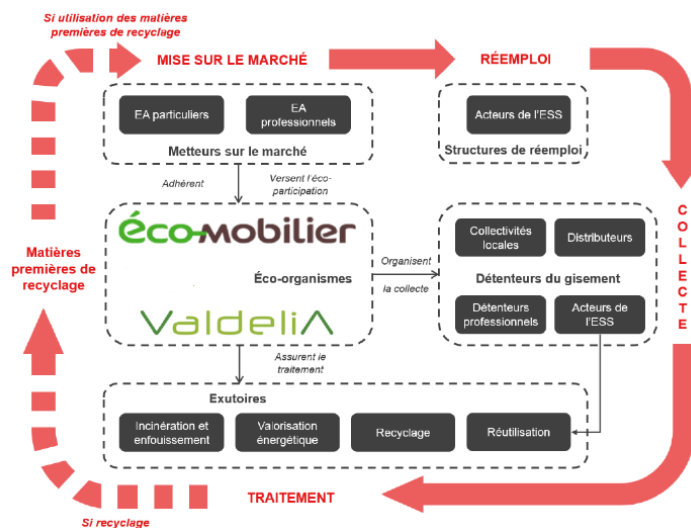 Si utilisation des matières
premières de recyclage
MISE SUR LE MARCHÉ
RÉEMPLOI
EA particuliers
EA
professionnels
Metteurs sur le marché
Acteurs de l'ESS
Structures de réemploi
Adhérent
Versent l'éco-
participation
éco-mobilier
Éco-organismes
ValdeliA
Organisent
la collecte
Collectivités
locales
Distributeurs
Détenteurs du gisement
Détenteurs
professionnels
Acteurs de
l'ESS
COLLECTE
Matières
premières de
recyclage
Assurent le
traitement
Exutoires
Incinération et
enfouissement
Valorisation
énergétique
Recyclage
Réutilisation
TRAITEMENT
Si recyclage